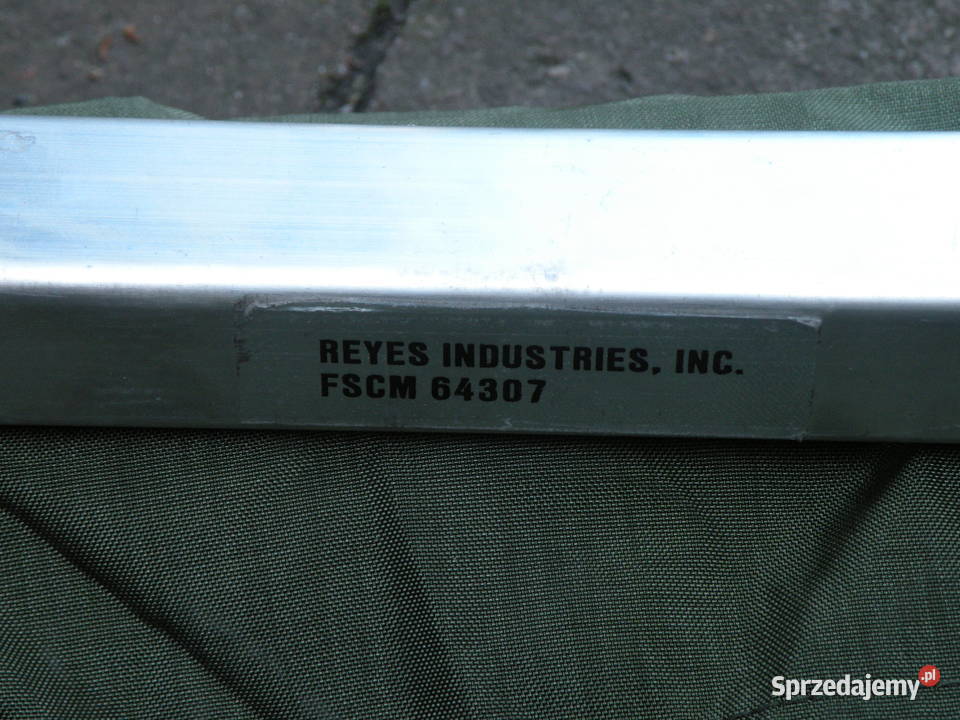 REYES INDUSTRIES, INC.
FSCM 64307
Sprzedajemy.pl